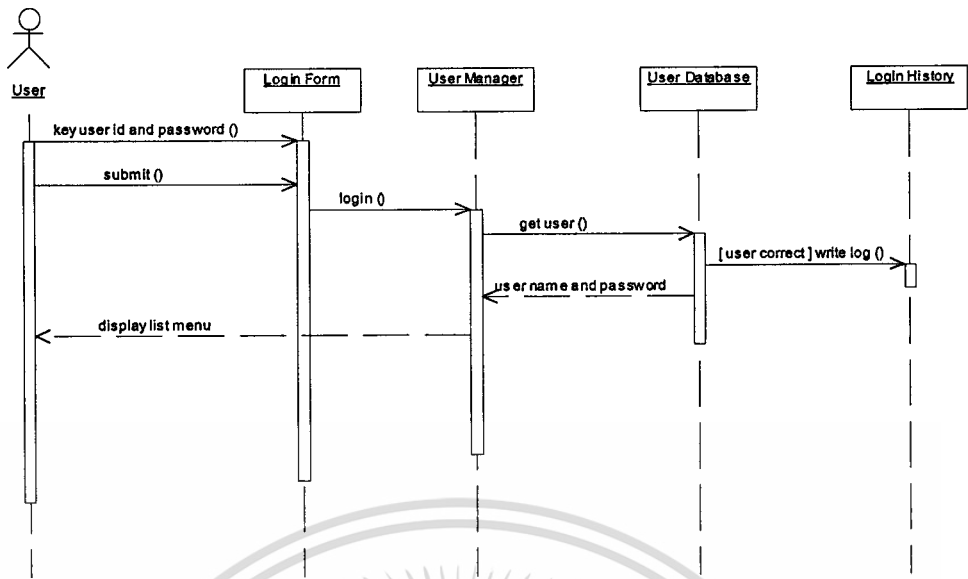 User
Login Form
User Manager
User Database
Login History
key user id and password ()
submit ()
login ()
get user ()
[ user correct ] write log ()
user name and password
display list menu